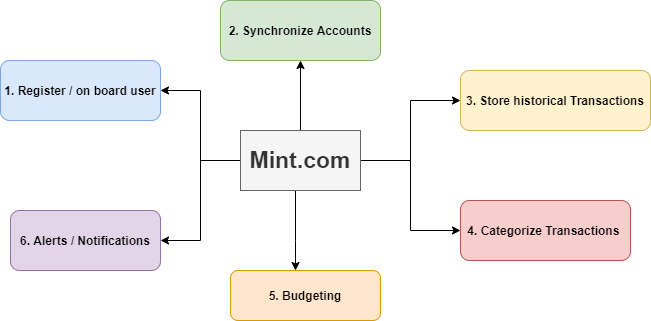 2. Synchronize Accounts
1. Register / on board user
3. Store historical Transactions
Mint.com
6. Alerts / Notifications
4. Categorize Transactions
5. Budgeting